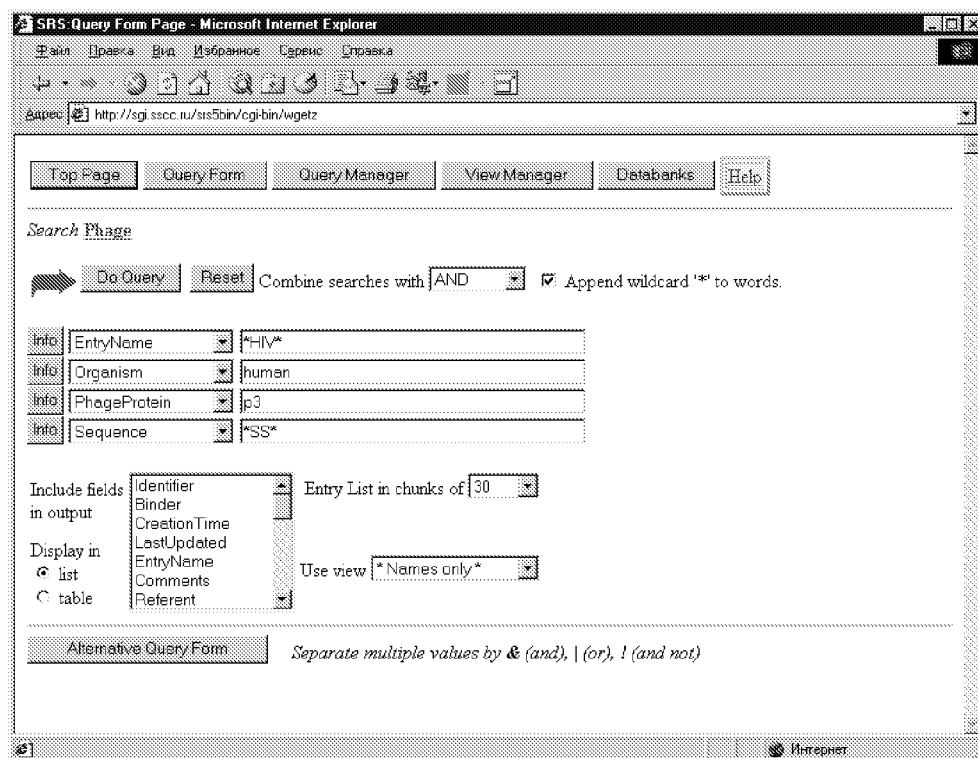 SRS:Query Form Page - Microsoft Internet Explorer
Файл Правка Вид Избранное Сервис Справка
Адрес http://sgi.sscc.ru/srs5bin/cgi-bin/wgetz
Top Page Query Form Query Manager View Manager Databanks Help
Search Phage
Do Query Reset Combine searches with AND Append wildcard '*' to words.
Info EntryName *HIV*
Info Organism human
Info PhageProtein p3
Info Sequence *SS*
Include fields in output
Identifier
Binder
CreationTime
LastUpdated
EntryName
Comments
Referent
Entry List in chunks of 30
Display in
list
table
Use view * Names only *
Alternative Query Form Separate multiple values by & (and), | (or), ! (and not)
Интернет